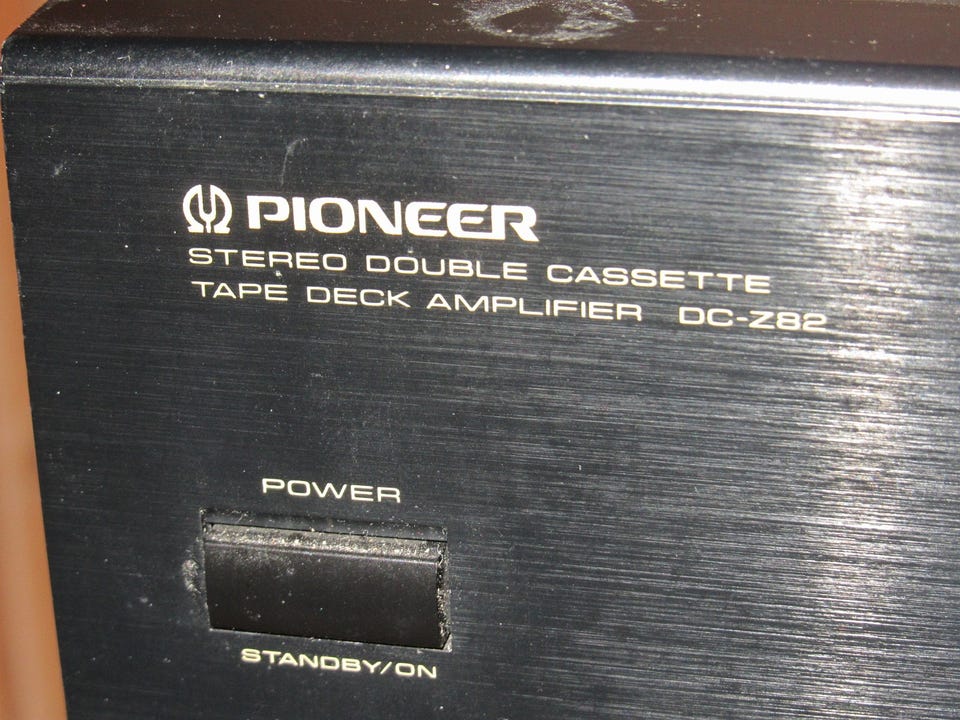 PIONEER
STEREO DOUBLE CASSETTE
TAPE DECK AMPLIFIER DC-Z82
POWER
STANDBY/ON